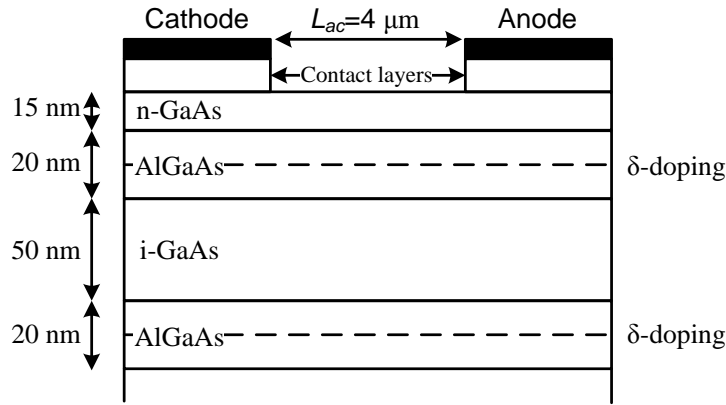 Cathode
L_ac=4 μm
Anode
Contact layers
15 nm
n-GaAs
20 nm
AlGaAs
δ-doping
50 nm
i-GaAs
20 nm
AlGaAs
δ-doping